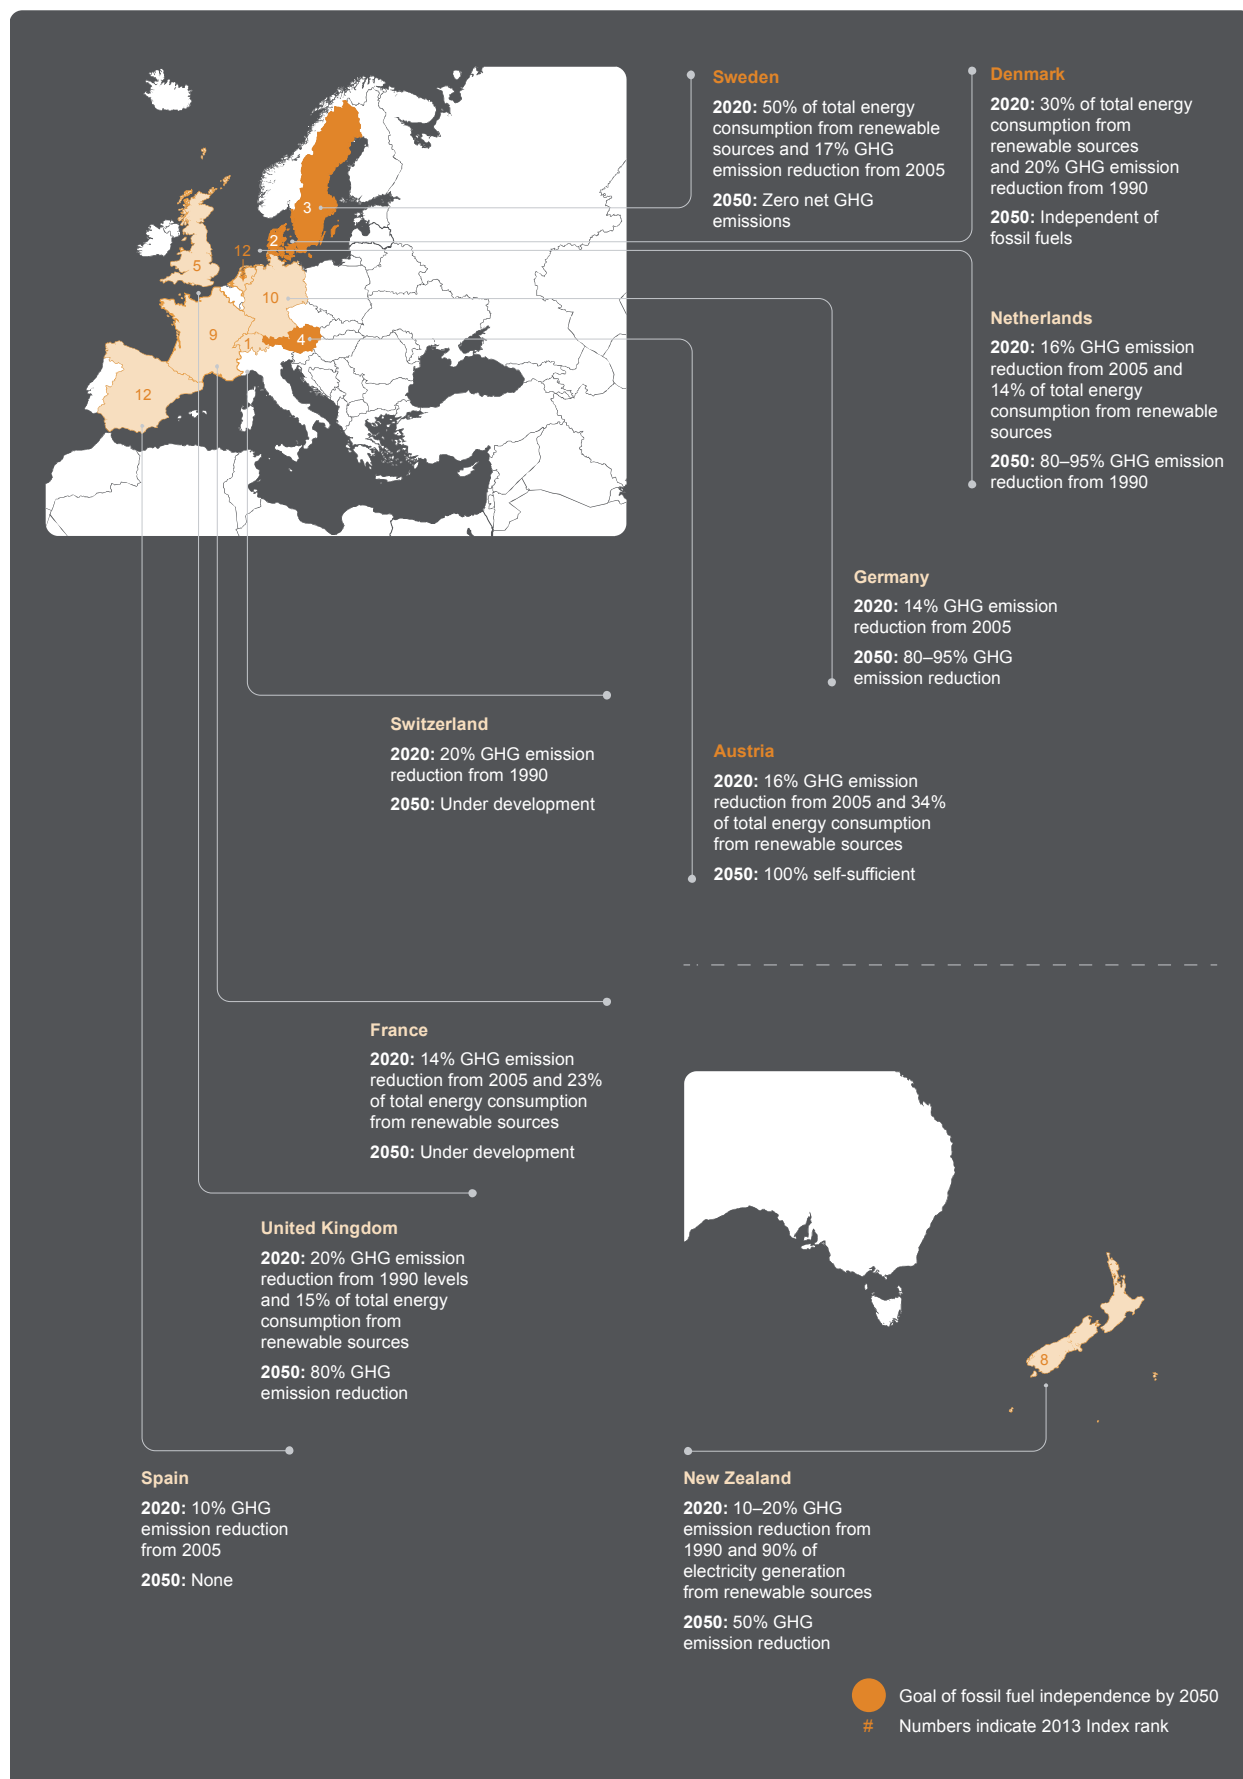 3
2
12
5
10
9
1
4
12
Sweden
2020: 50% of total energy
consumption from renewable
sources and 17% GHG
emission reduction from 2005
2050: Zero net GHG
emissions
Denmark
2020: 30% of total energy
consumption from
renewable sources
and 20% GHG emission
reduction from 1990
2050: Independent of
fossil fuels
Netherlands
2020: 16% GHG emission
reduction from 2005 and
14% of total energy
consumption from renewable
sources
2050: 80–95% GHG emission
reduction from 1990
Germany
2020: 14% GHG emission
reduction from 2005
2050: 80–95% GHG
emission reduction
Switzerland
2020: 20% GHG emission
reduction from 1990
2050: Under development
Austria
2020: 16% GHG emission
reduction from 2005 and 34%
of total energy consumption
from renewable sources
2050: 100% self-sufficient
France
2020: 14% GHG emission
reduction from 2005 and 23%
of total energy consumption
from renewable sources
2050: Under development
United Kingdom
2020: 20% GHG emission
reduction from 1990 levels
and 15% of total energy
consumption from
renewable sources
2050: 80% GHG
emission reduction
Spain
2020: 10% GHG
emission reduction
from 2005
2050: None
8
New Zealand
2020: 10–20% GHG
emission reduction from
1990 and 90% of
electricity generation
from renewable sources
2050: 50% GHG
emission reduction
Goal of fossil fuel independence by 2050
# Numbers indicate 2013 Index rank